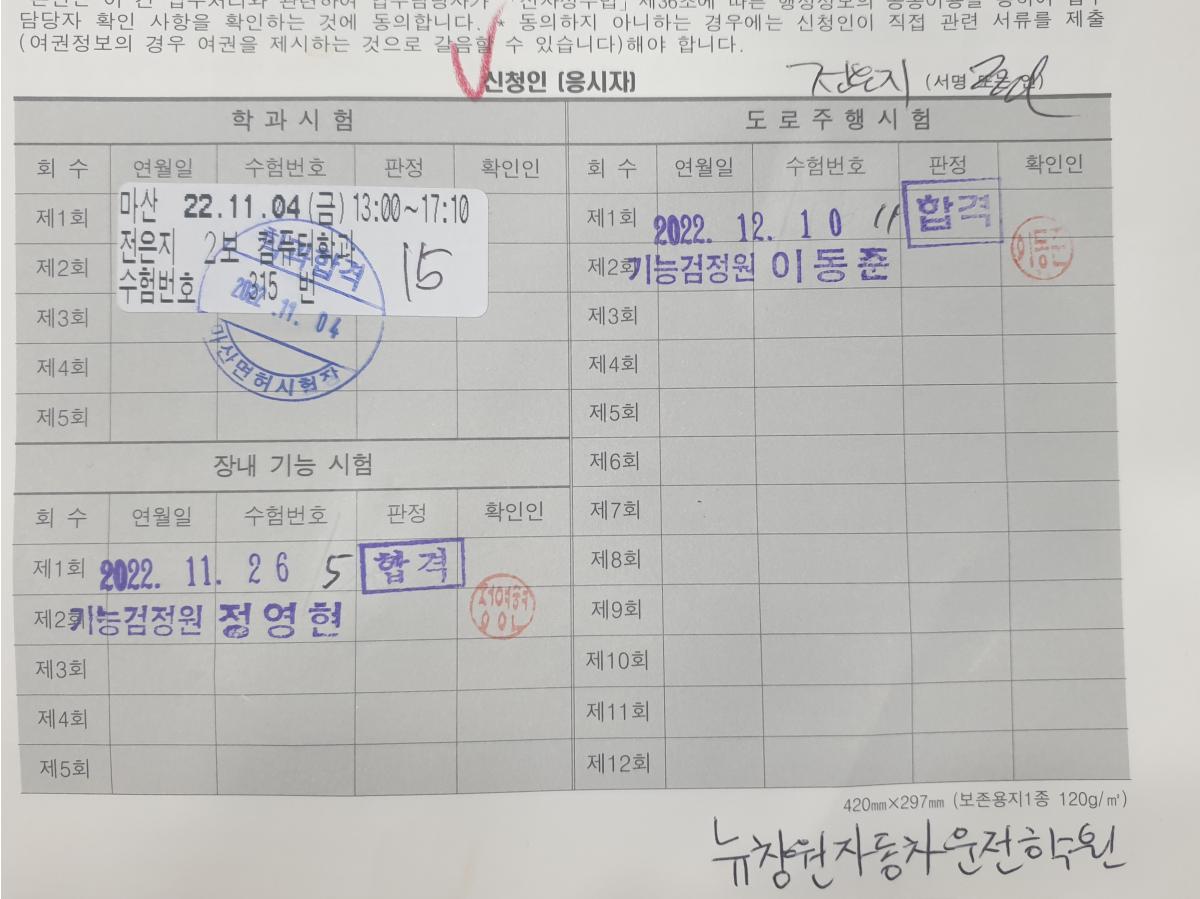 담당자 확인 사항을 확인하는 것에 동의합니다. * 동의하지 아니하는 경우에는 신청인이 직접 관련 서류를 제출
(여권정보의 경우 여권을 제시하는 것으로 갈음할 수 있습니다)해야 합니다.
신청인 (응시자) 전은지 (서명 또는 인)
학 과 시 험
회 수 연월일 수험번호 판정 확인인
제1회
제2회
제3회
제4회
제5회
마산 22.11.04(금) 13:00~17:10
전은지 2보 컴퓨터학과
수험번호 315 번
15
합격
2022.11.04
마산면허시험장
장내 기능 시험
회 수 연월일 수험번호 판정 확인인
제1회 2022. 11. 26 5 합격
제2회 기능검정원 정영현
제3회
제4회
제5회
도 로 주 행 시 험
회 수 연월일 수험번호 판정 확인인
제1회 2022. 12. 10 11 합격
제2회 기능검정원 이동준
제3회
제4회
제5회
제6회
제7회
제8회
제9회
제10회
제11회
제12회
420㎜×297㎜ (보존용지1종 120g/㎡)
뉴창원자동차운전학원